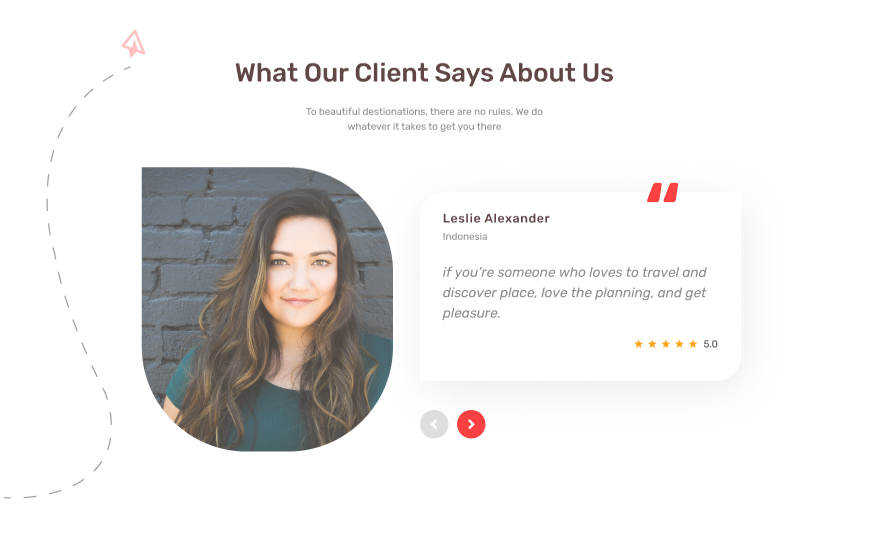 What Our Client Says About Us
To beautiful destionations, there are no rules. We do
whatever it takes to get you there
Leslie Alexander
Indonesia
if you're someone who loves to travel and
discover place, love the planning, and get
pleasure.
5.0